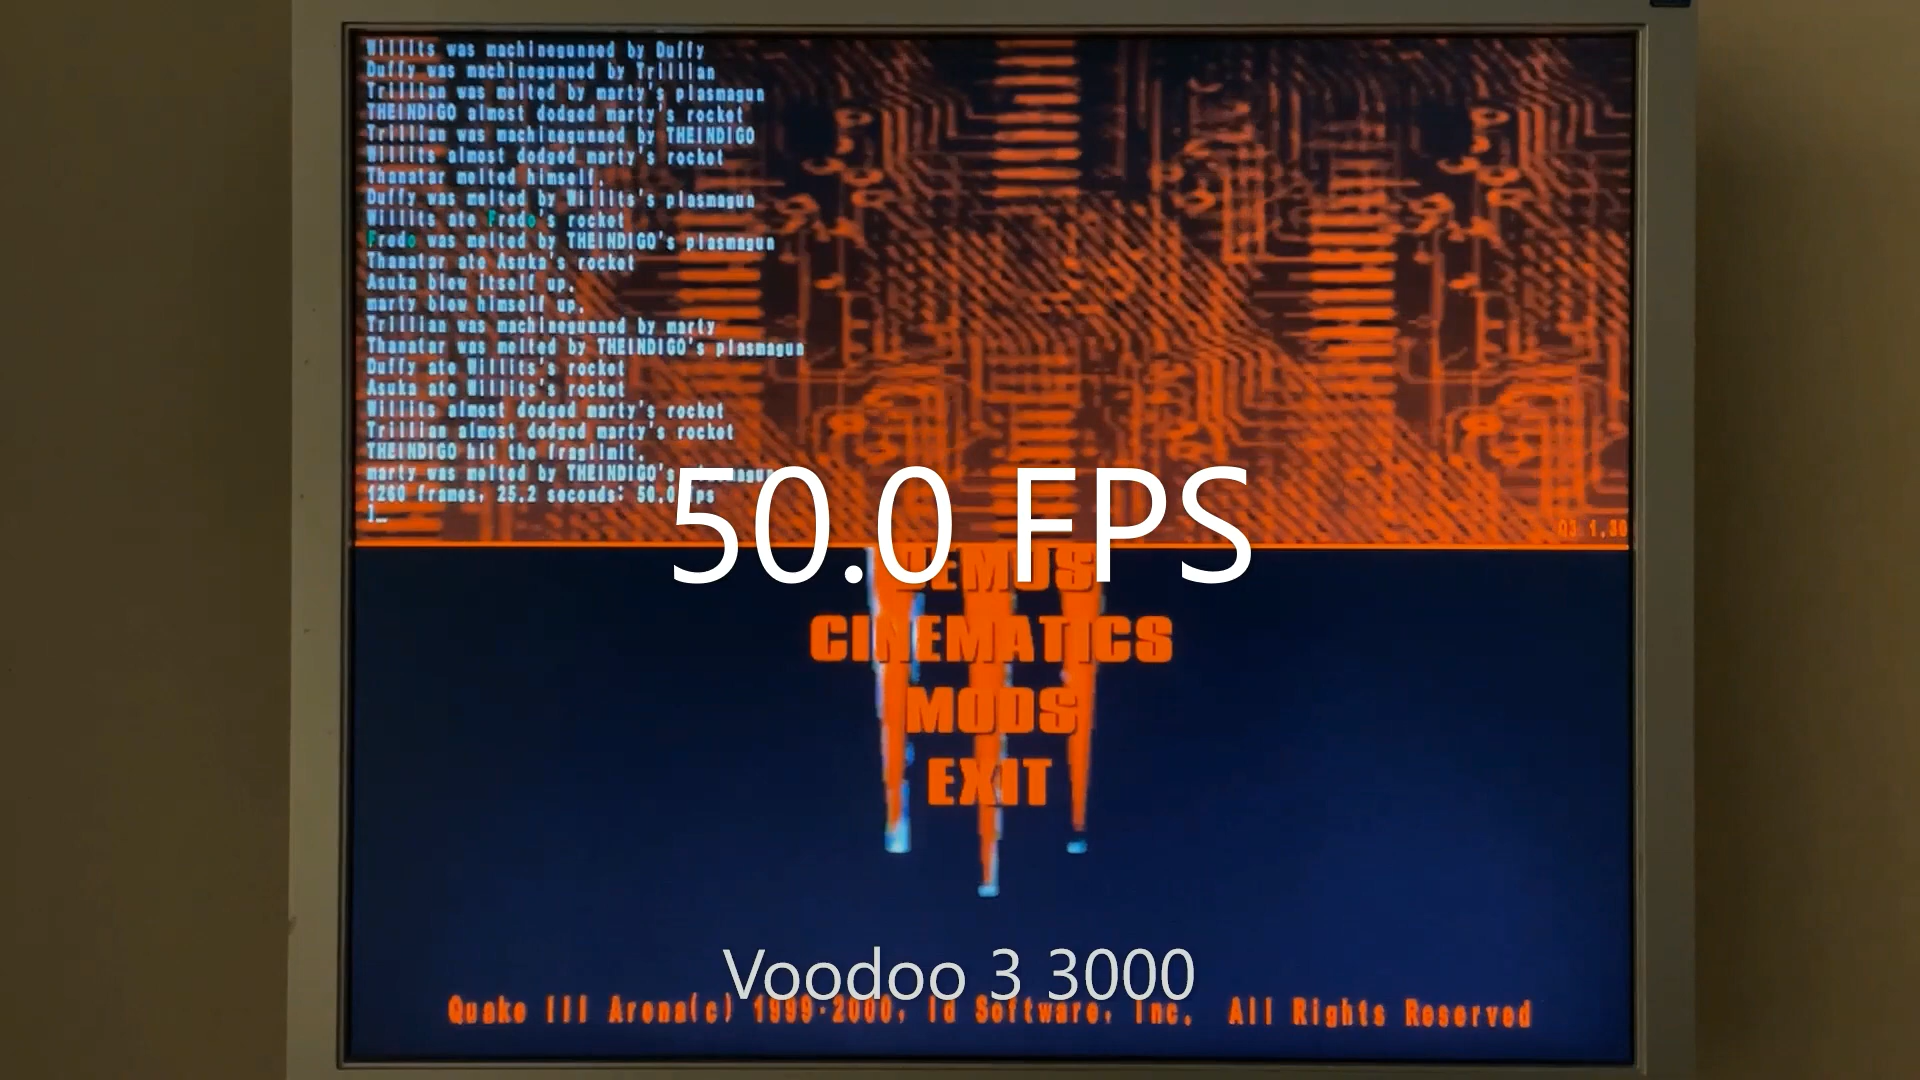 Willits was machinegunned by Duffy
Duffy was machinegunned by Trillian
Trillian was melted by marty's plasmagun
THEINDIGO almost dodged marty's rocket
Trillian was machinegunned by THEINDIGO
Willits almost dodged marty's rocket
Thanatar melted himself.
Duffy was melted by Willits's plasmagun
Willits ate Fredo's rocket
Fredo was melted by THEINDIGO's plasmagun
Thanatar ate Asuka's rocket
Asuka blew itself up.
marty blew himself up.
Trillian was machinegunned by marty
Thanatar was melted by THEINDIGO's plasmagun
Duffy ate Willits's rocket
Asuka ate Willits's rocket
Willits almost dodged marty's rocket
Trillian almost dodged marty's rocket
THEINDIGO hit the fraglimit.
marty was melted by THEINDIGO's plasmagun
1260 frames, 25.2 seconds: 50.0 fps
]_
Q3 1.30
50.0 FPS
DEMOS
CINEMATICS
MODS
EXIT
Voodoo 3 3000
Quake III Arena(c) 1999-2000, Id Software, Inc. All Rights Reserved